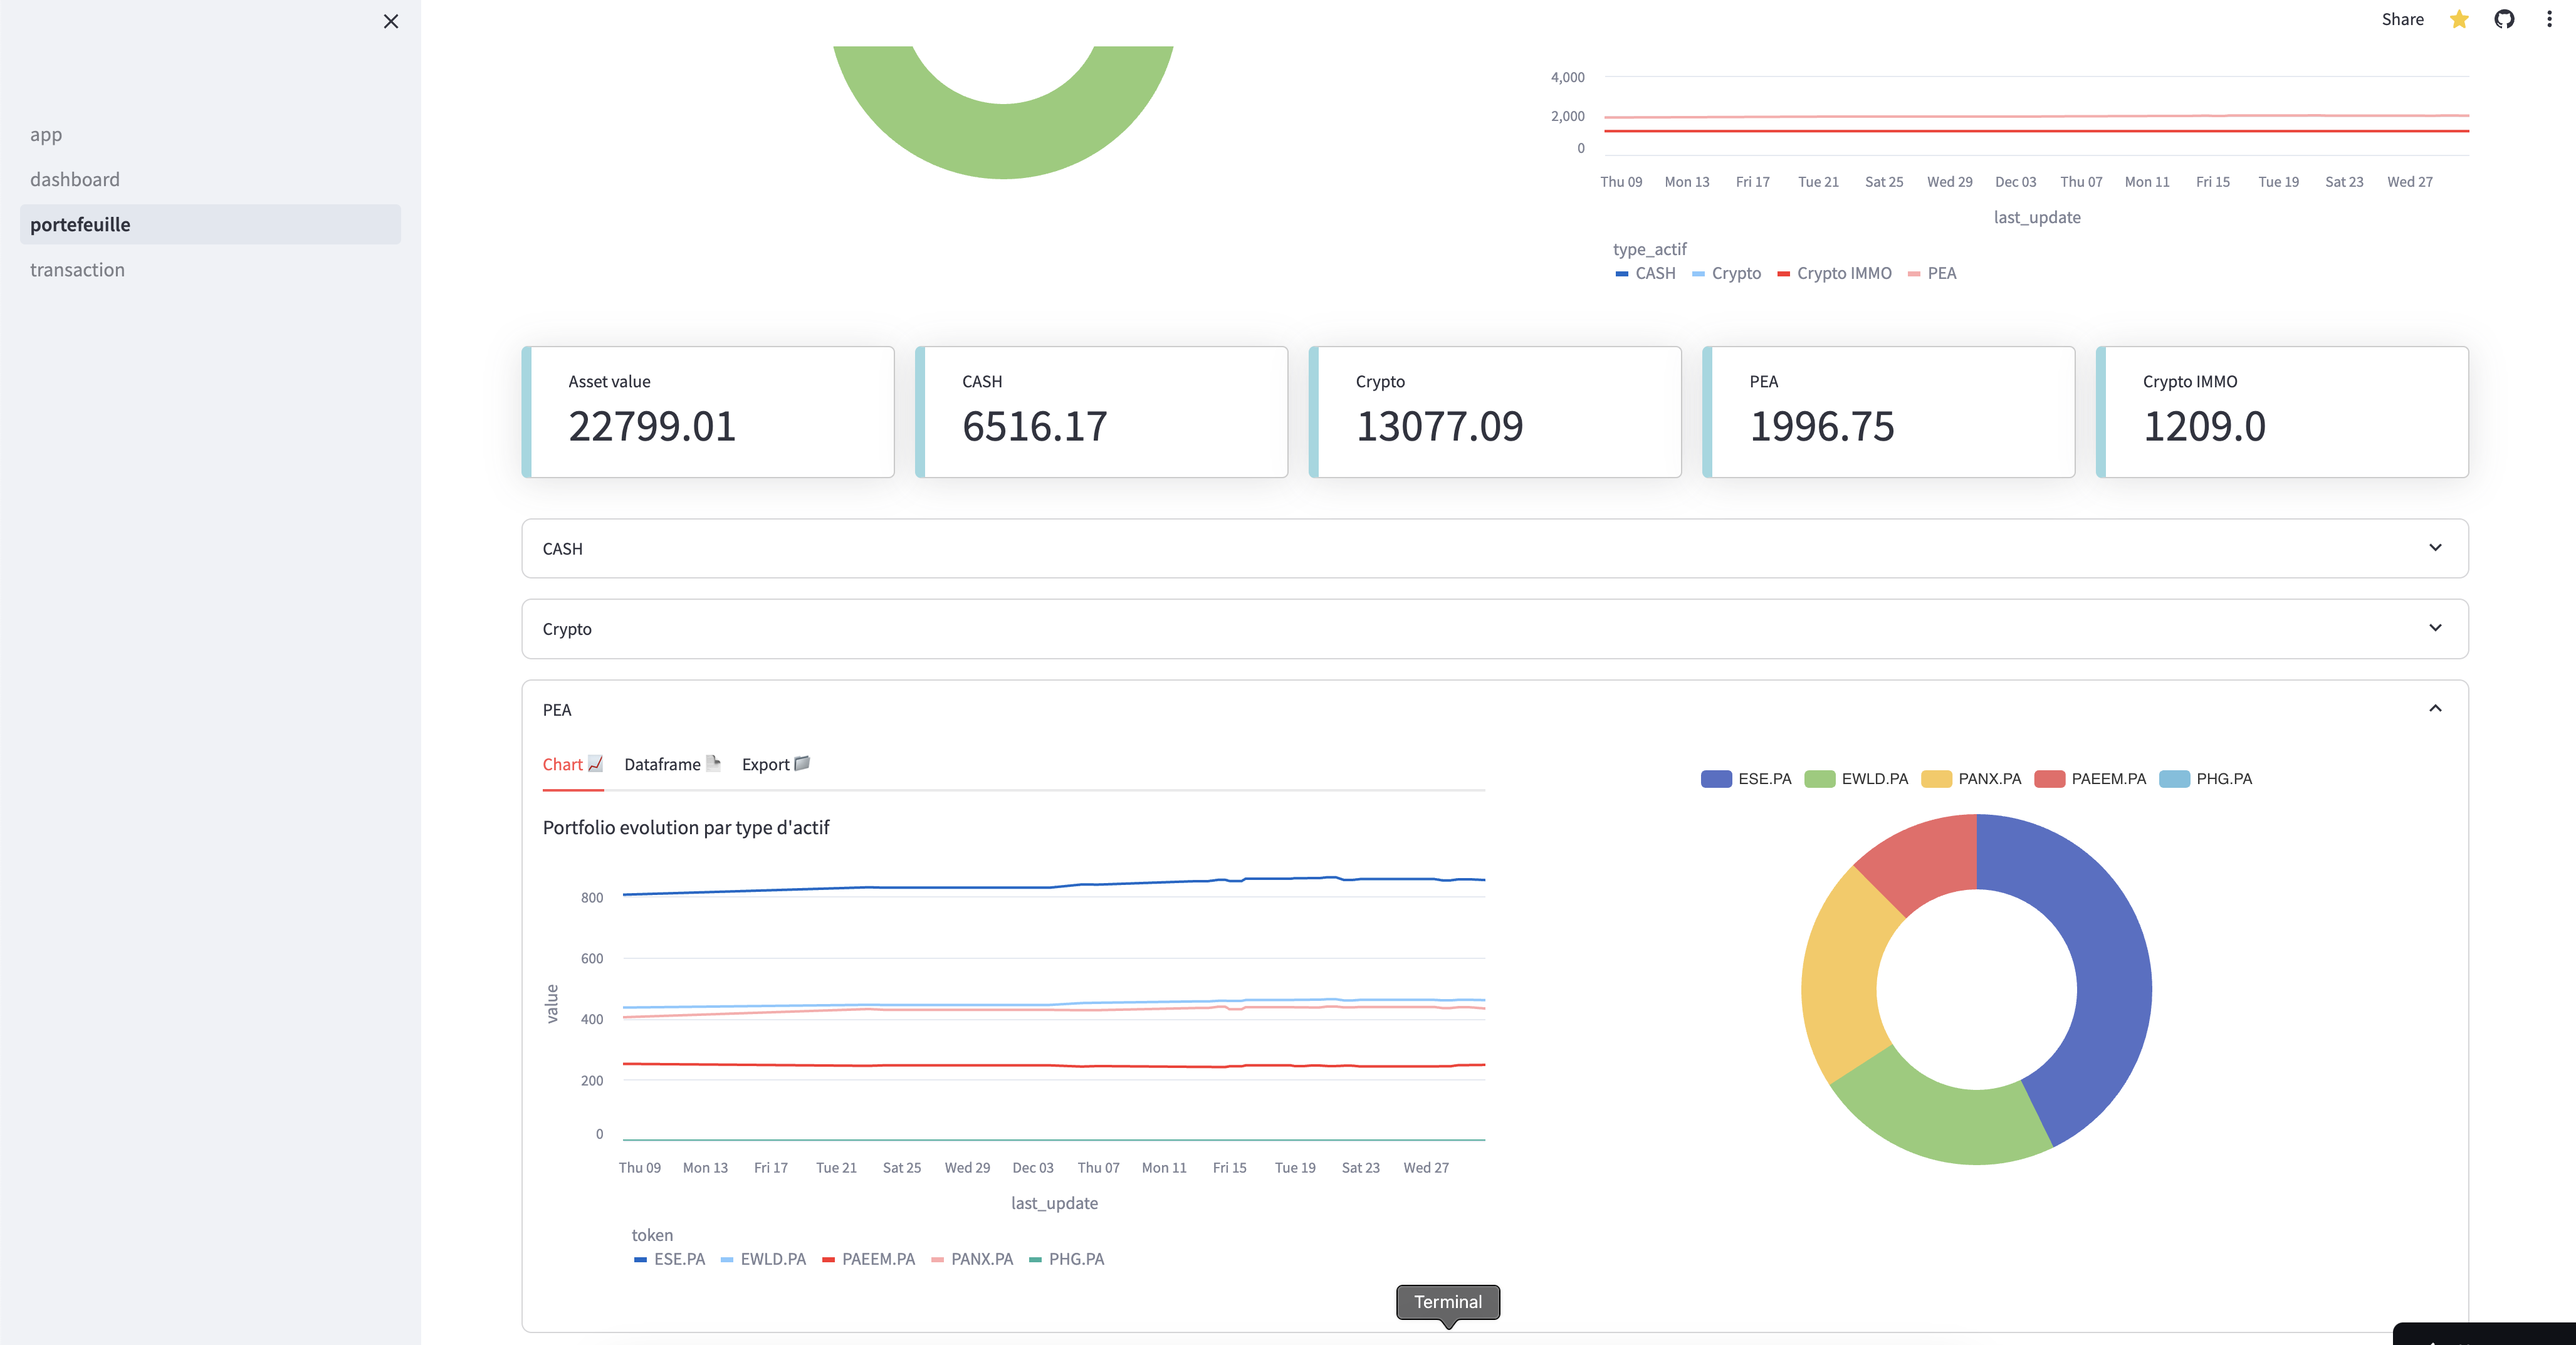 Share
app
dashboard
portefeuille
transaction
4,000
2,000
0
Thu 09 Mon 13 Fri 17 Tue 21 Sat 25 Wed 29 Dec 03 Thu 07 Mon 11 Fri 15 Tue 19 Sat 23 Wed 27
last_update
type_actif
CASH Crypto Crypto IMMO PEA
Asset value
22799.01
CASH
6516.17
Crypto
13077.09
PEA
1996.75
Crypto IMMO
1209.0
CASH
Crypto
PEA
Chart Dataframe Export
Portfolio evolution par type d'actif
800
600
400
200
0
value
Thu 09 Mon 13 Fri 17 Tue 21 Sat 25 Wed 29 Dec 03 Thu 07 Mon 11 Fri 15 Tue 19 Sat 23 Wed 27
last_update
token
ESE.PA EWLD.PA PAEEM.PA PANX.PA PHG.PA
ESE.PA EWLD.PA PANX.PA PAEEM.PA PHG.PA
Terminal